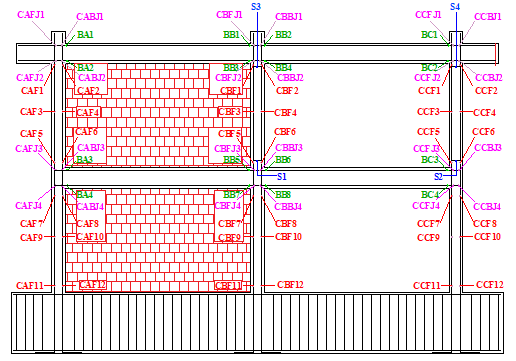 S3 S4
CAFJ1 CABJ1 CBFJ1 CBBJ1 CCFJ1 CCBJ1
BA1 BB1 BB2 BC1
BA2 BB3 BB4 BC2
CAFJ2 CABJ2 CBFJ2 CBBJ2 CCFJ2 CCBJ2
CAF1 CAF2 CBF1 CBF2 CCF1 CCF2
CAF3 CAF4 CBF3 CBF4 CCF3 CCF4
CAF5 CAF6 CBF5 CBF6 CCF5 CCF6
CAFJ3 CABJ3 CBFJ3 CBBJ3 CCFJ3 CCBJ3
BA3 BB5 BB6 BC3
S1 S2
BA4 BB7 BB8 BC4
CAFJ4 CABJ4 CBFJ4 CBBJ4 CCFJ4 CCBJ4
CAF7 CAF8 CBF7 CBF8 CCF7 CCF8
CAF9 CAF10 CBF9 CBF10 CCF9 CCF10
CAF11 CAF12 CBF11 CBF12 CCF11 CCF12